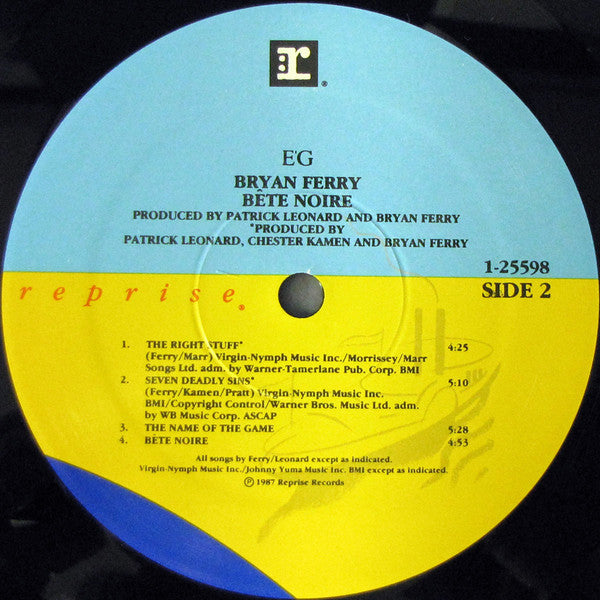 r®
E'G
BRYAN FERRY
BÊTE NOIRE
PRODUCED BY PATRICK LEONARD AND BRYAN FERRY
*PRODUCED BY
PATRICK LEONARD, CHESTER KAMEN AND BRYAN FERRY
1-25598
reprise® SIDE 2
1. THE RIGHT STUFF* 4:25
(Ferry/Marr) Virgin-Nymph Music Inc./Morrissey/Marr
Songs Ltd. adm. by Warner-Tamerlane Pub. Corp. BMI
2. SEVEN DEADLY SINS* 5:10
(Ferry/Kamen/Pratt) Virgin-Nymph Music Inc.
BMI/Copyright Control/Warner Bros. Music Ltd. adm.
by WB Music Corp. ASCAP
3. THE NAME OF THE GAME 5:28
4. BÊTE NOIRE 4:53
All songs by Ferry/Leonard except as indicated.
Virgin-Nymph Music Inc./Johnny Yuma Music Inc. BMI except as indicated.
℗ 1987 Reprise Records